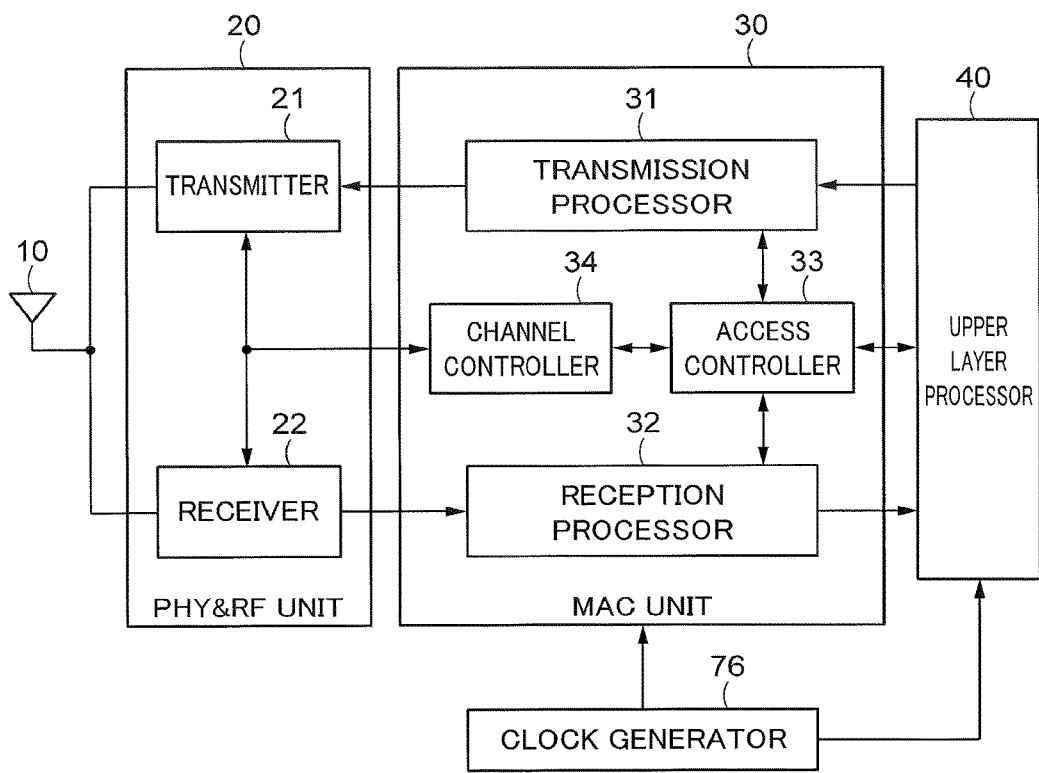 20
30
40
21
TRANSMITTER
31
TRANSMISSION
PROCESSOR
10
34
CHANNEL
CONTROLLER
33
ACCESS
CONTROLLER
UPPER
LAYER
PROCESSOR
22
RECEIVER
32
RECEPTION
PROCESSOR
PHY&RF UNIT
MAC UNIT
76
CLOCK GENERATOR